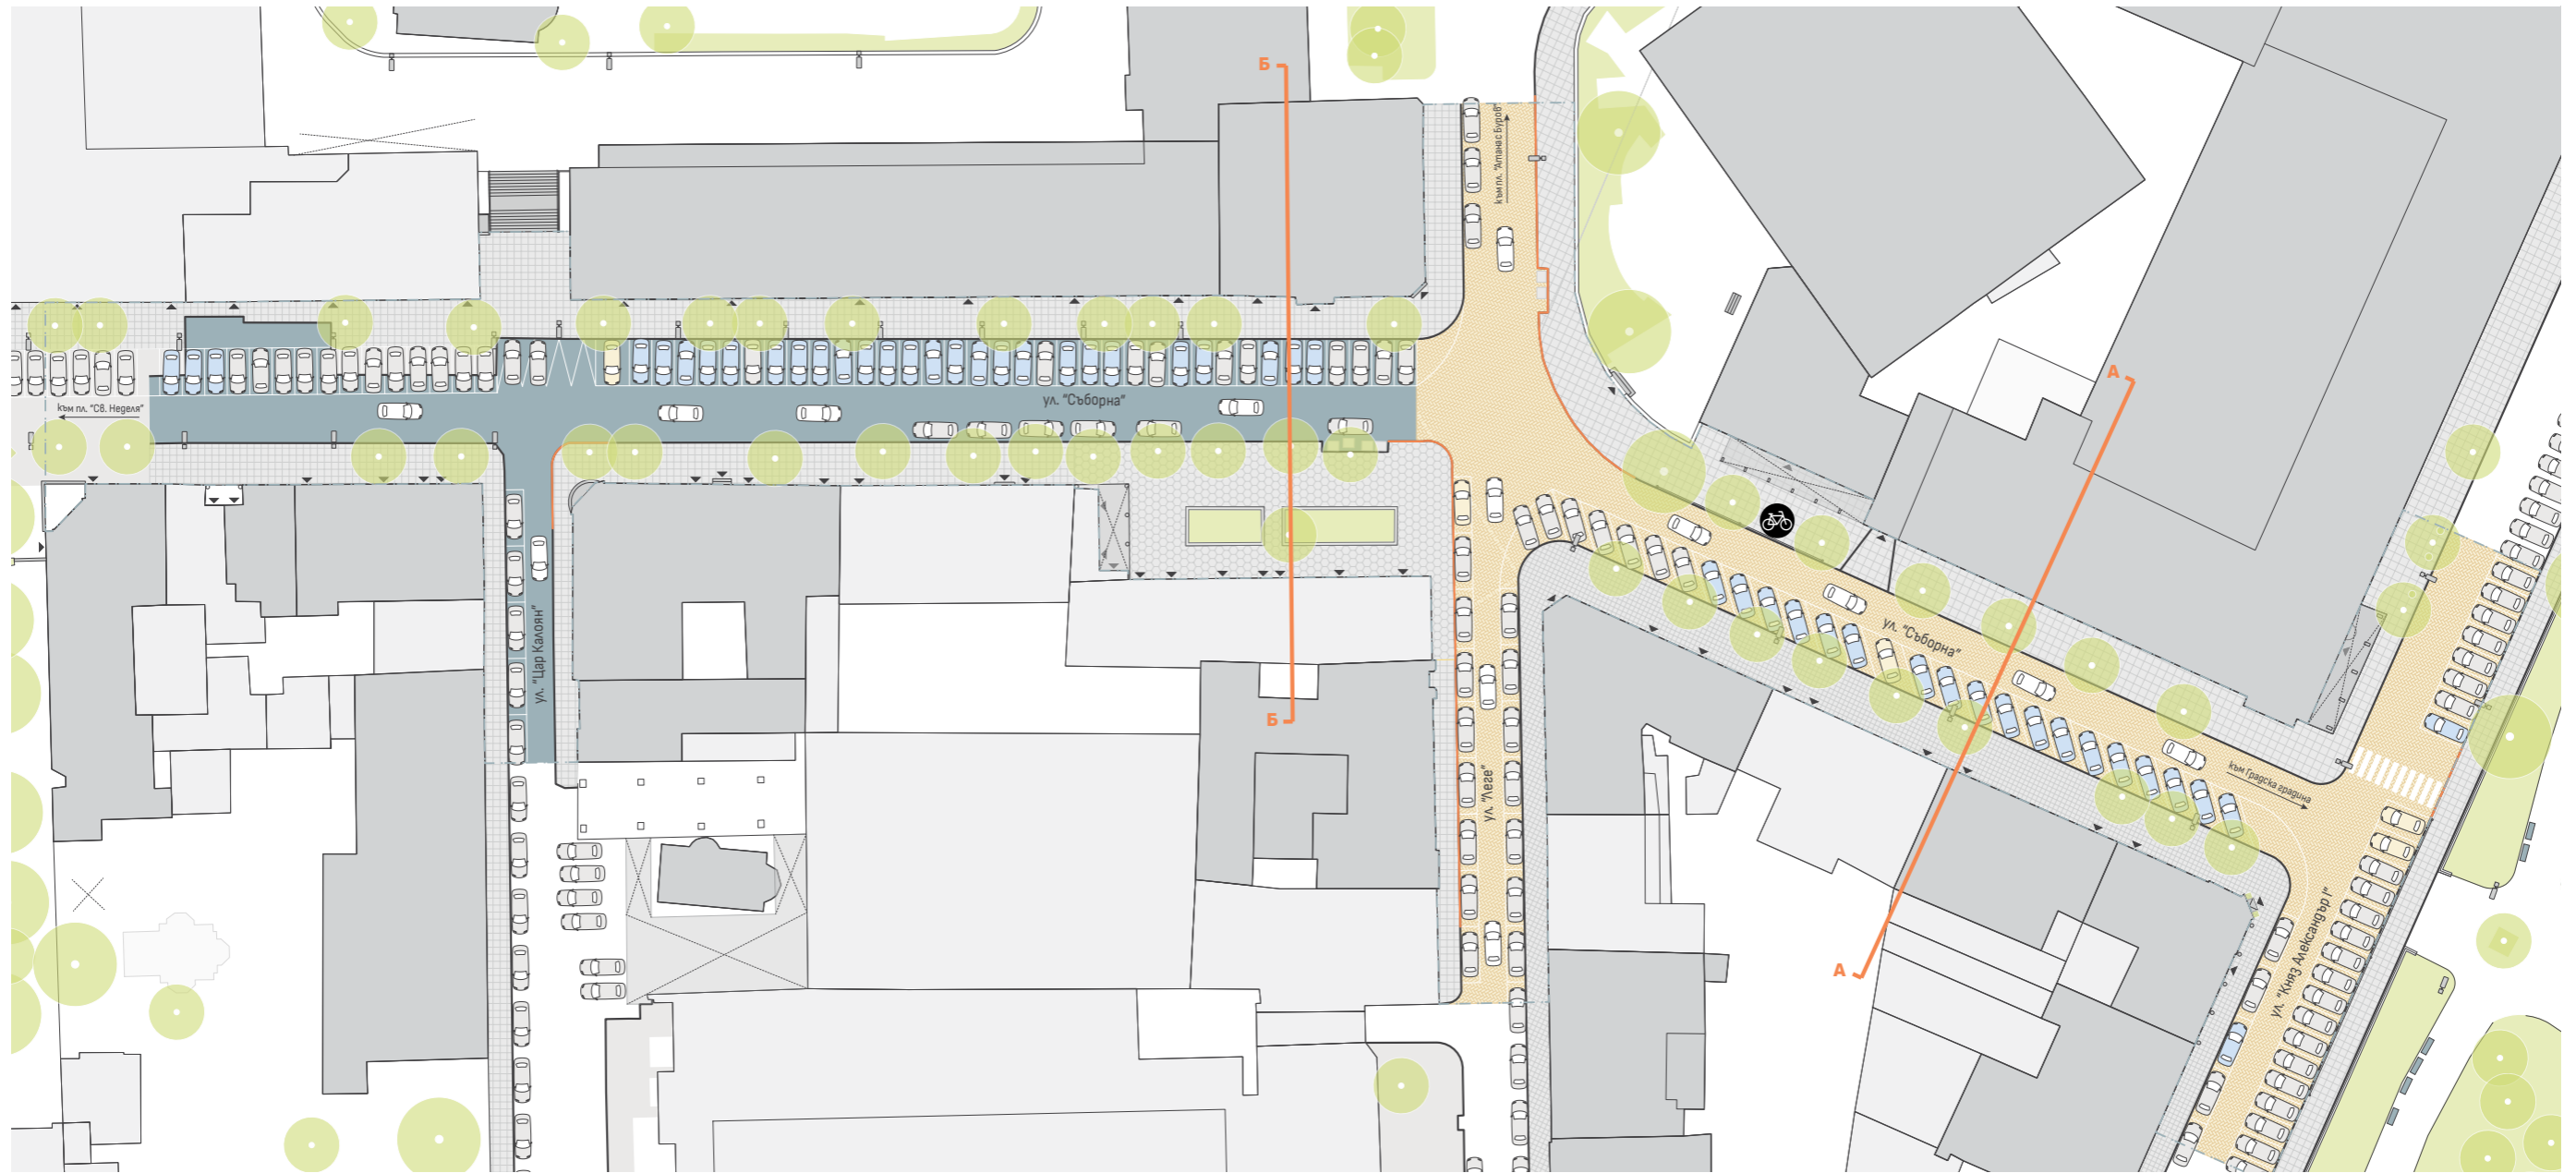 Б
към пл. "Атанас Буров"
А
ул. "Съборна"
към пл. "Св. Неделя"
ул. "Цар Калоян"
ул. "Съборна"
Б
ул. "Леге"
към Градска градина
А
ул. "Княз Александър I"